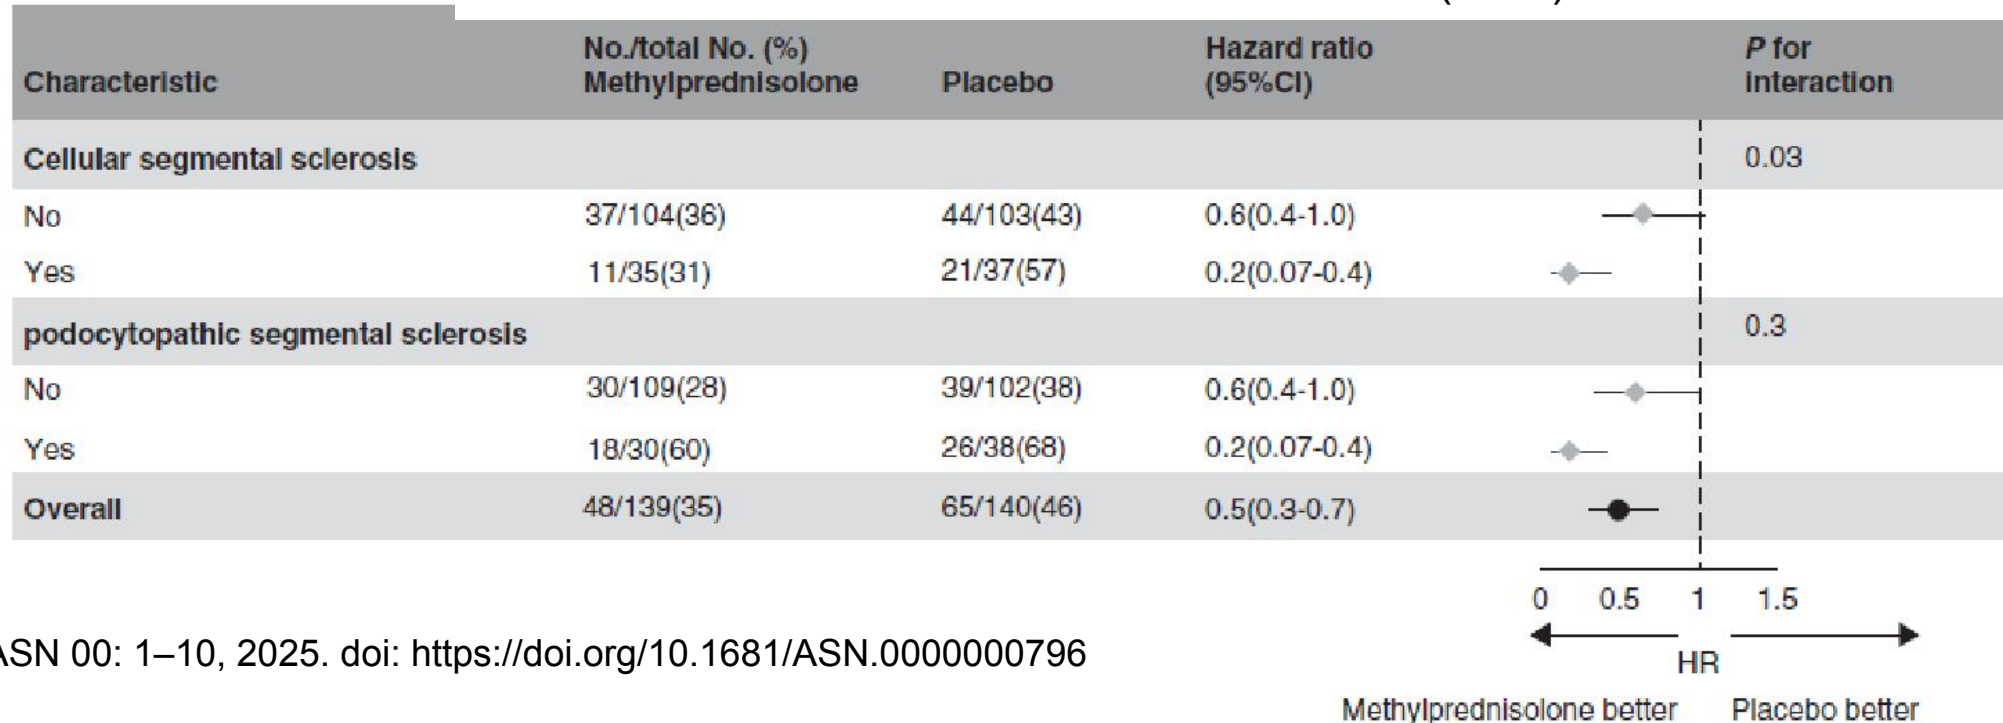 No./total No. (%) Hazard ratio P for
Characteristic Methylprednisolone Placebo (95%CI) interaction
Cellular segmental sclerosis 0.03
No 37/104(36) 44/103(43) 0.6(0.4-1.0)
Yes 11/35(31) 21/37(57) 0.2(0.07-0.4)
podocytopathic segmental sclerosis 0.3
No 30/109(28) 39/102(38) 0.6(0.4-1.0)
Yes 18/30(60) 26/38(68) 0.2(0.07-0.4)
Overall 48/139(35) 65/140(46) 0.5(0.3-0.7)
0 0.5 1 1.5
ASN 00: 1–10, 2025. doi: https://doi.org/10.1681/ASN.0000000796
HR
Methylprednisolone better Placebo better